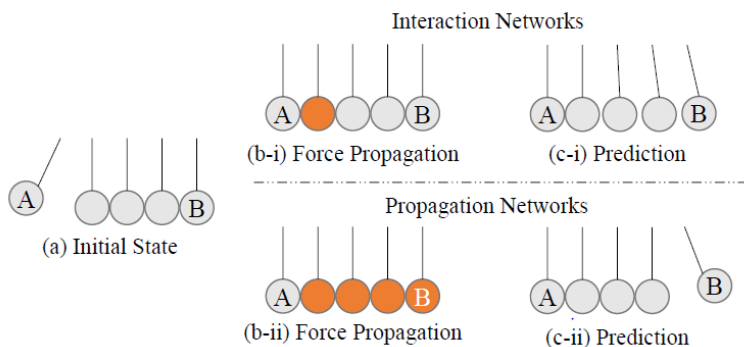 Interaction Networks
A
B
(b-i) Force Propagation
A
B
(c-i) Prediction
A
B
(a) Initial State
Propagation Networks
A
B
(b-ii) Force Propagation
A
B
(c-ii) Prediction